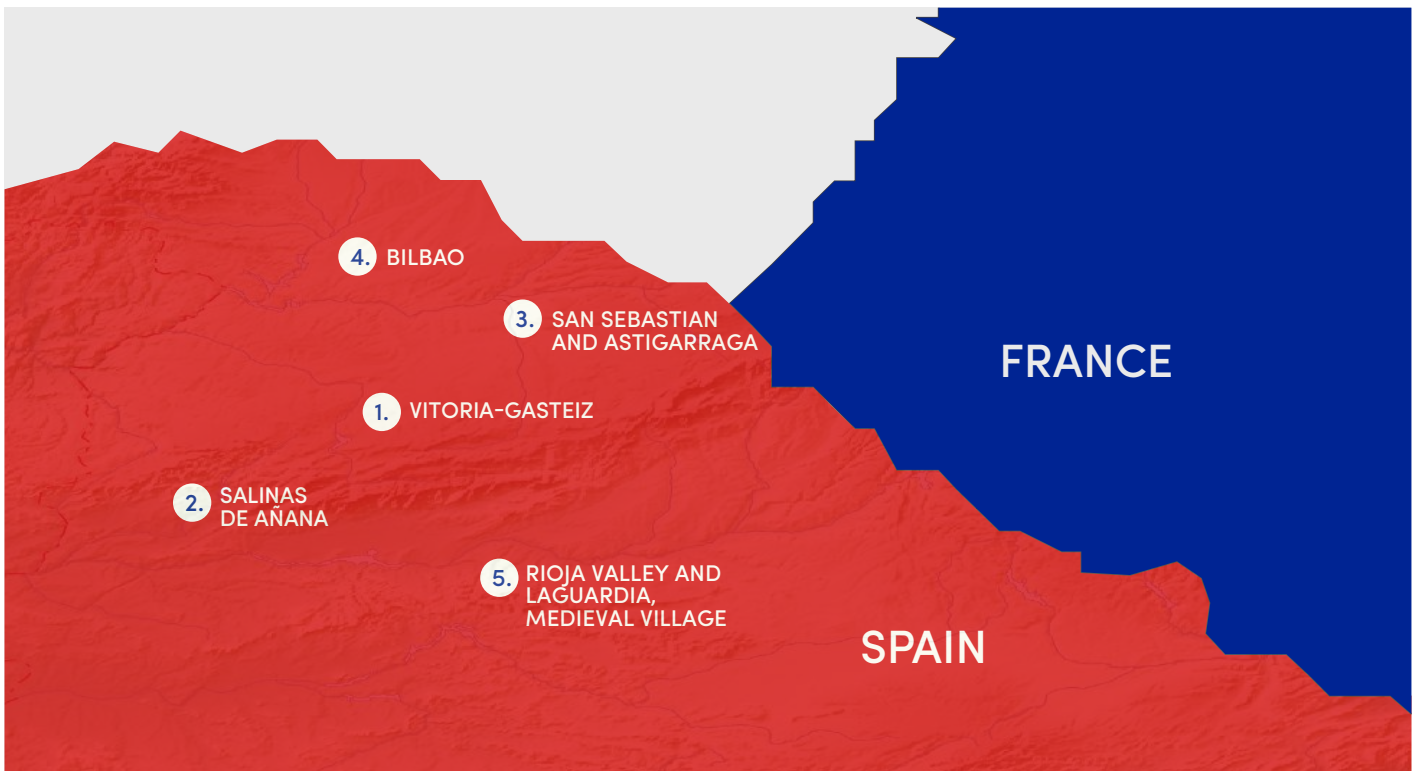 4. BILBAO
3. SAN SEBASTIAN
AND ASTIGARRAGA
FRANCE
1. VITORIA-GASTEIZ
2. SALINAS
DE AÑANA
5. RIOJA VALLEY AND
LAGUARDIA,
MEDIEVAL VILLAGE
SPAIN